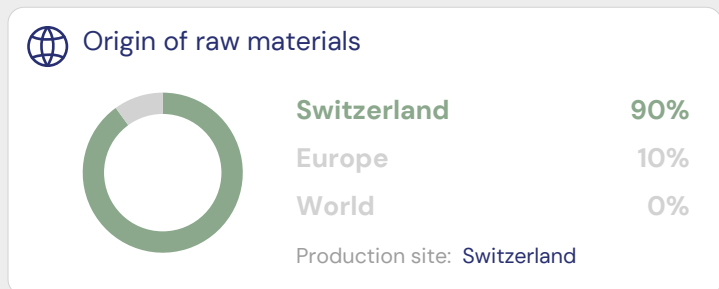 Origin of raw materials
Switzerland 90%
Europe 10%
World 0%
Production site: Switzerland